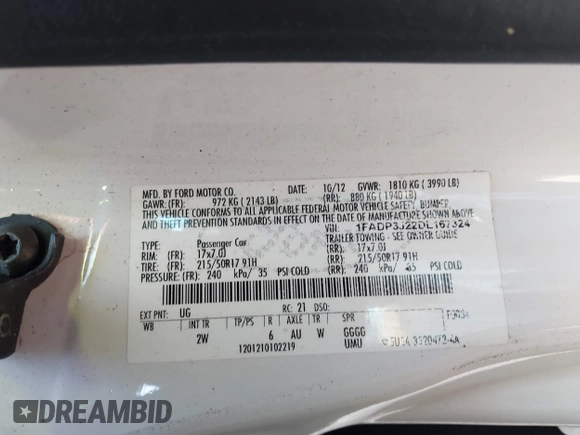 MFD. BY FORD MOTOR CO.
DATE: 10/12 GVWR: 1810 KG ( 3990 LB)
GAWR: (FR): 972 KG ( 2143 LB) (RR): 880 KG ( 1940 LB)
THIS VEHICLE CONFORMS TO ALL APPLICABLE FEDERAL MOTOR VEHICLE SAFETY, BUMPER,
AND THEFT PREVENTION STANDARDS IN EFFECT ON THE DATE OF MANUFACTURE SHOWN ABOVE.
VIN: 1FADP3J22DL167324
TRAILER TOWING - SEE OWNER GUIDE
TYPE: Passenger Car
RIM: (FR): 17x7.0J (RR): 17x7.0J
TIRE: (FR): 215/50R17 91H (RR): 215/50R17 91H
PRESSURE: (FR): 240 kPa/ 35 PSI COLD (RR): 240 kPa/ 35 PSI COLD
EXT PNT: UG RC: 21 DSO:
WB INT TR TP/PS R AXLE TR SPR
2W 6 AU W GGGG
UMU
1201210102219
DREAMBID